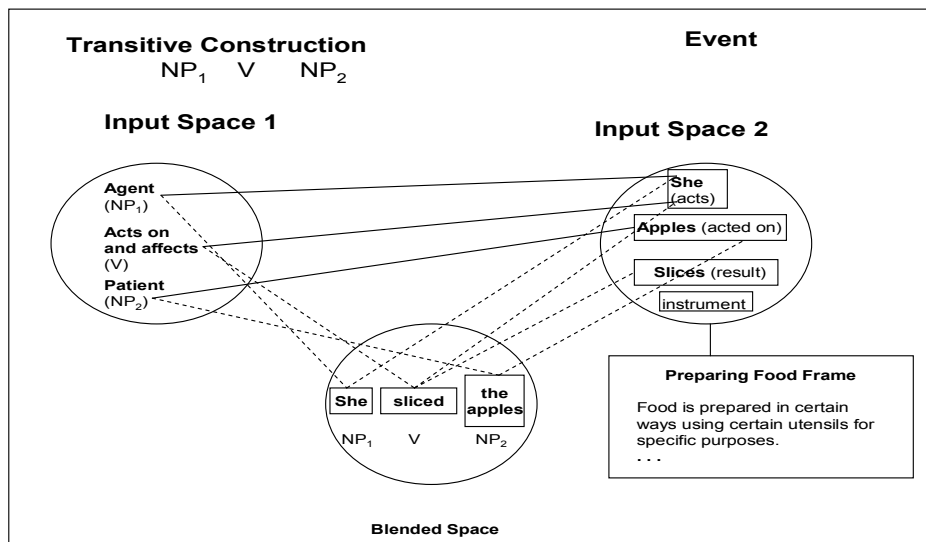 Transitive Construction
NP₁ V NP₂
Event
Input Space 1
Input Space 2
Agent
(NP₁)
Acts on
and affects
(V)
Patient
(NP₂)
She
(acts)
Apples (acted on)
Slices (result)
instrument
She
sliced
the
apples
NP₁ V NP₂
Preparing Food Frame
Food is prepared in certain
ways using certain utensils for
specific purposes.
. . .
Blended Space